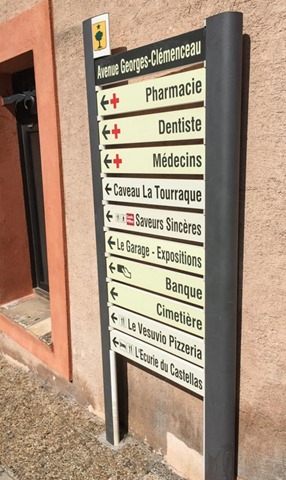 Avenue Georges-Clémenceau
Pharmacie
Dentiste
Médecins
Caveau La Tourraque
Saveurs Sincères
Le Garage - Expositions
Banque
Cimetière
Le Vesuvio Pizzeria
L'Ecurie du Castellas